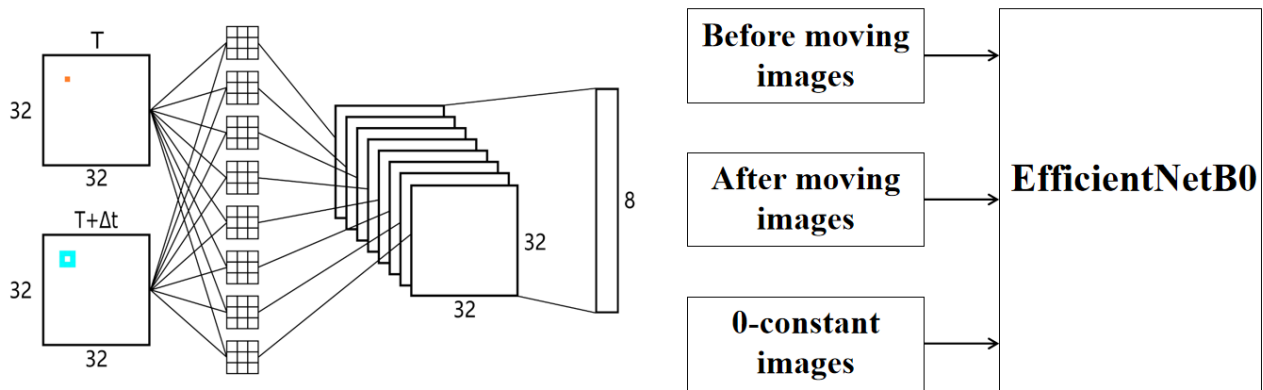 T
32
32
T+Δt
32
32
32
32
8
Before moving
images
After moving
images
0-constant
images
EfficientNetB0